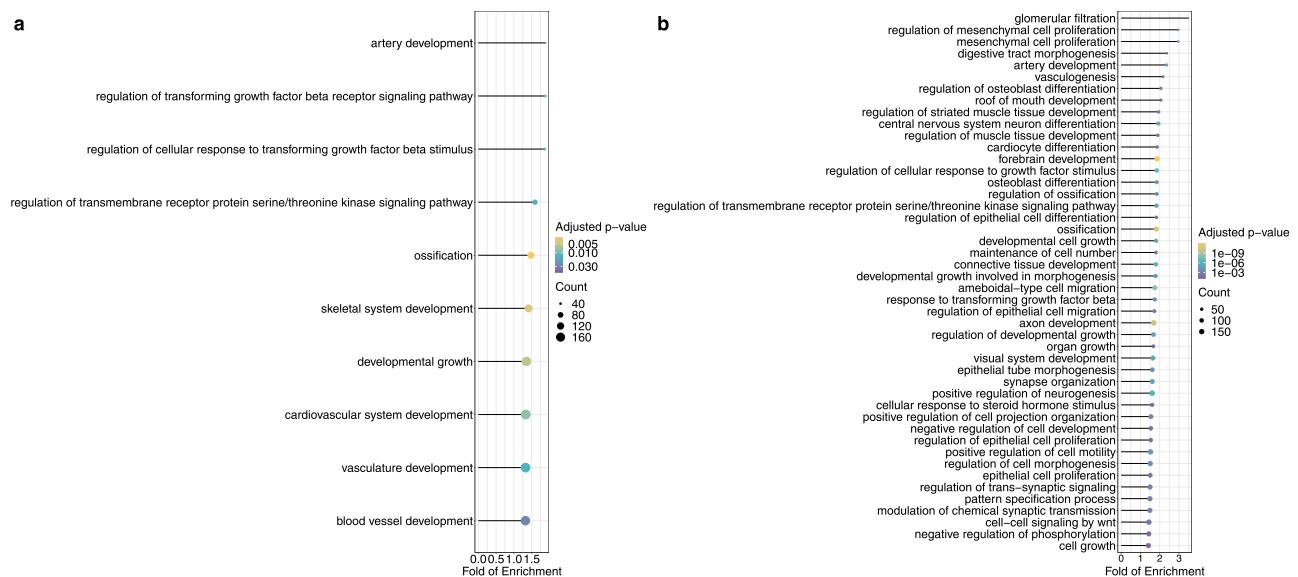 a
artery development
regulation of transforming growth factor beta receptor signaling pathway
regulation of cellular response to transforming growth factor beta stimulus
regulation of transmembrane receptor protein serine/threonine kinase signaling pathway
ossification
skeletal system development
developmental growth
cardiovascular system development
vasculature development
blood vessel development
0.0 0.5 1.0 1.5
Fold of Enrichment
Adjusted p−value
0.005
0.010
0.030
Count
40
80
120
160
b
glomerular filtration
regulation of mesenchymal cell proliferation
mesenchymal cell proliferation
digestive tract morphogenesis
artery development
vasculogenesis
regulation of osteoblast differentiation
roof of mouth development
regulation of striated muscle tissue development
central nervous system neuron differentiation
regulation of muscle tissue development
cardiocyte differentiation
forebrain development
regulation of cellular response to growth factor stimulus
osteoblast differentiation
regulation of ossification
regulation of transmembrane receptor protein serine/threonine kinase signaling pathway
regulation of epithelial cell differentiation
ossification
developmental cell growth
maintenance of cell number
connective tissue development
developmental growth involved in morphogenesis
ameboidal−type cell migration
response to transforming growth factor beta
regulation of epithelial cell migration
axon development
regulation of developmental growth
organ growth
visual system development
epithelial tube morphogenesis
synapse organization
positive regulation of neurogenesis
cellular response to steroid hormone stimulus
positive regulation of cell projection organization
negative regulation of cell development
regulation of epithelial cell proliferation
positive regulation of cell motility
regulation of cell morphogenesis
epithelial cell proliferation
regulation of trans−synaptic signaling
pattern specification process
modulation of chemical synaptic transmission
cell−cell signaling by wnt
negative regulation of phosphorylation
cell growth
0 1 2 3
Fold of Enrichment
Adjusted p−value
1e−09
1e−06
1e−03
Count
50
100
150